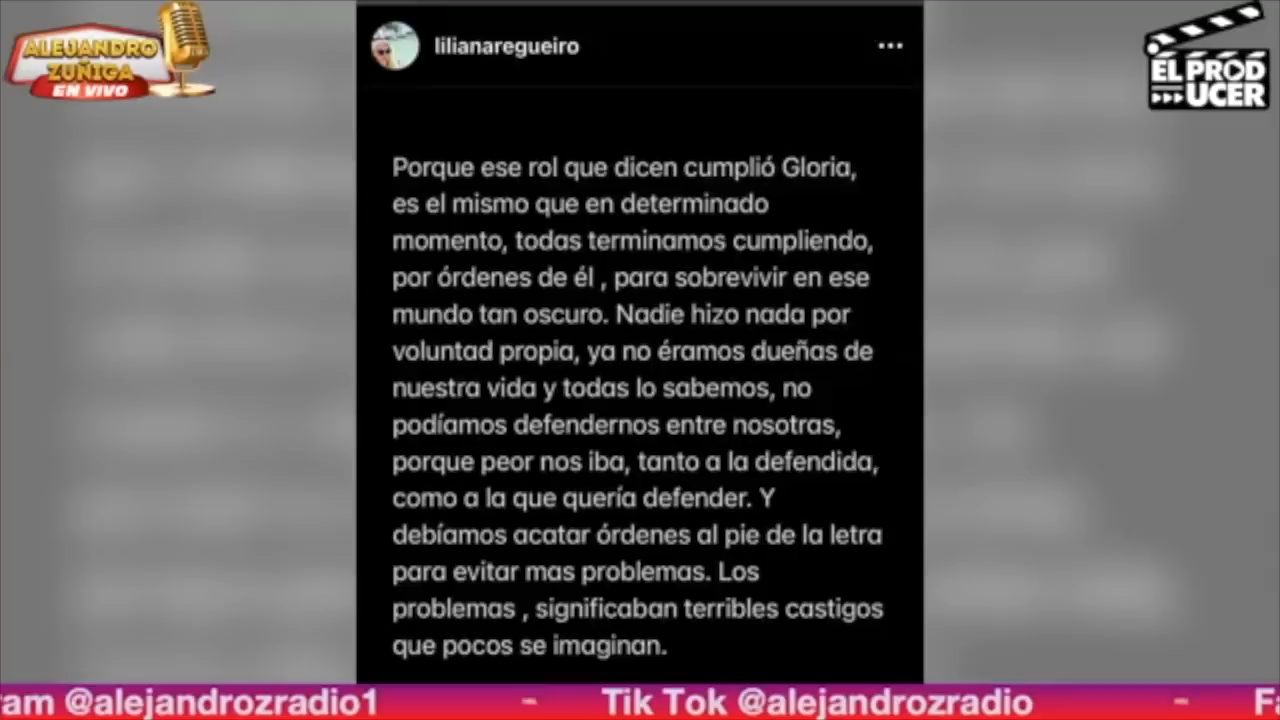 ALEJANDRO
ZUÑIGA
EN VIVO
lilianaregueiro
EL PROD
UCER
Porque ese rol que dicen cumplió Gloria,
es el mismo que en determinado
momento, todas terminamos cumpliendo,
por órdenes de él , para sobrevivir en ese
mundo tan oscuro. Nadie hizo nada por
voluntad propia, ya no éramos dueñas de
nuestra vida y todas lo sabemos, no
podíamos defendernos entre nosotras,
porque peor nos iba, tanto a la defendida,
como a la que quería defender. Y
debíamos acatar órdenes al pie de la letra
para evitar mas problemas. Los
problemas , significaban terribles castigos
que pocos se imaginan.
ram @alejandrozradio1 - Tik Tok @alejandrozradio - Fa